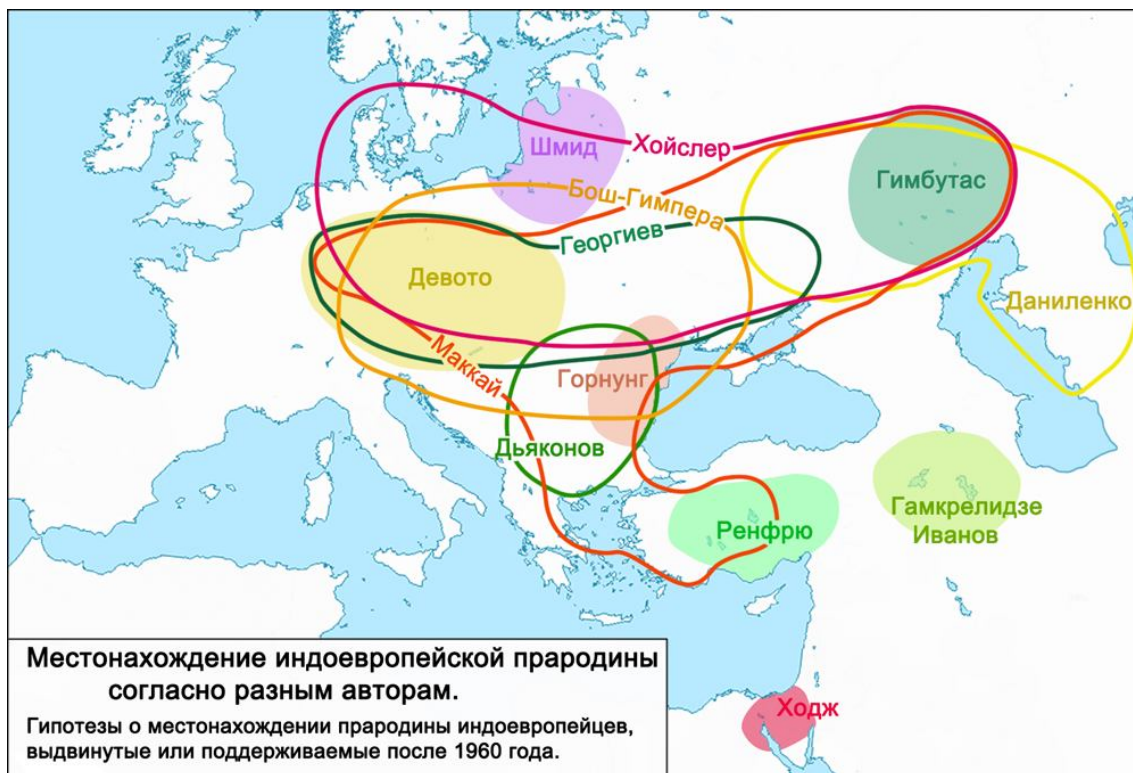 Шмид
Хойслер
Гимбутас
Бош-Гимпера
Георгиев
Девото
Даниленко
Маккай
Горнунг
Дьяконов
Ренфрю
Гамкрелидзе
Иванов
Местонахождение индоевропейской прародины
согласно разным авторам.
Гипотезы о местонахождении прародины индоевропейцев,
выдвинутые или поддерживаемые после 1960 года.
Ходж